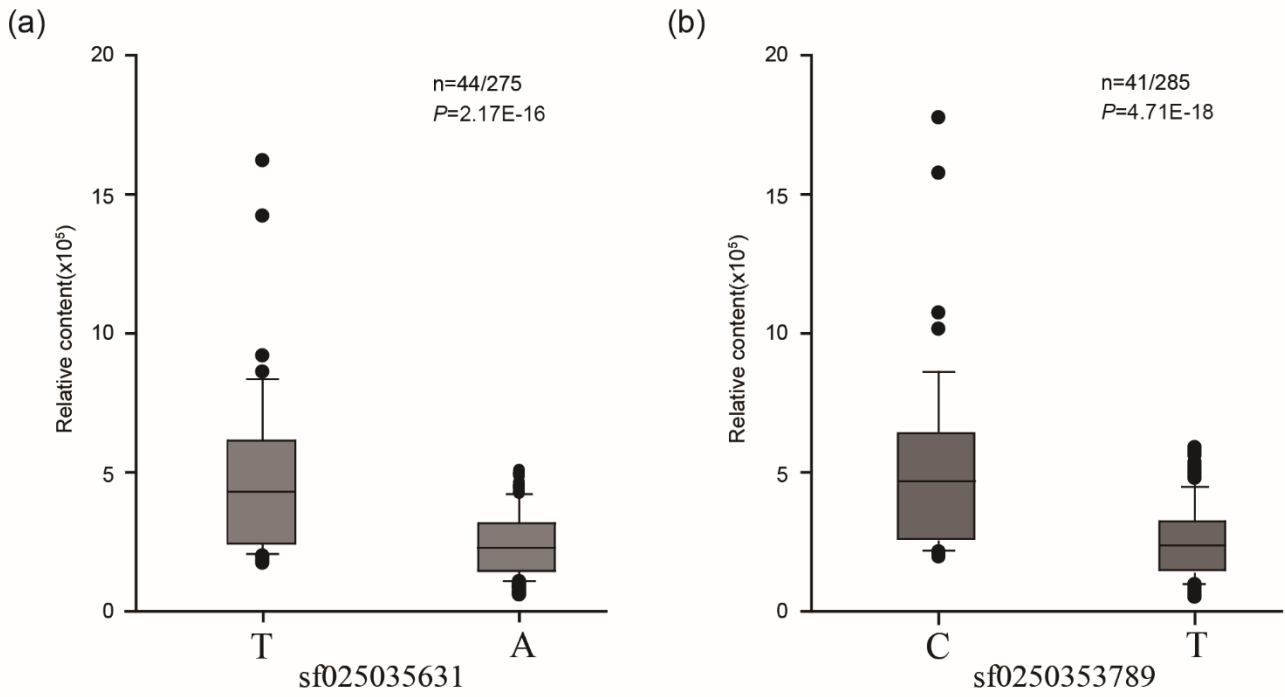 (a)
20
15
10
5
0
Relative content(x10⁵)
n=44/275
P=2.17E-16
T
A
sf025035631
(b)
20
15
10
5
0
Relative content(x10⁵)
n=41/285
P=4.71E-18
C
T
sf0250353789